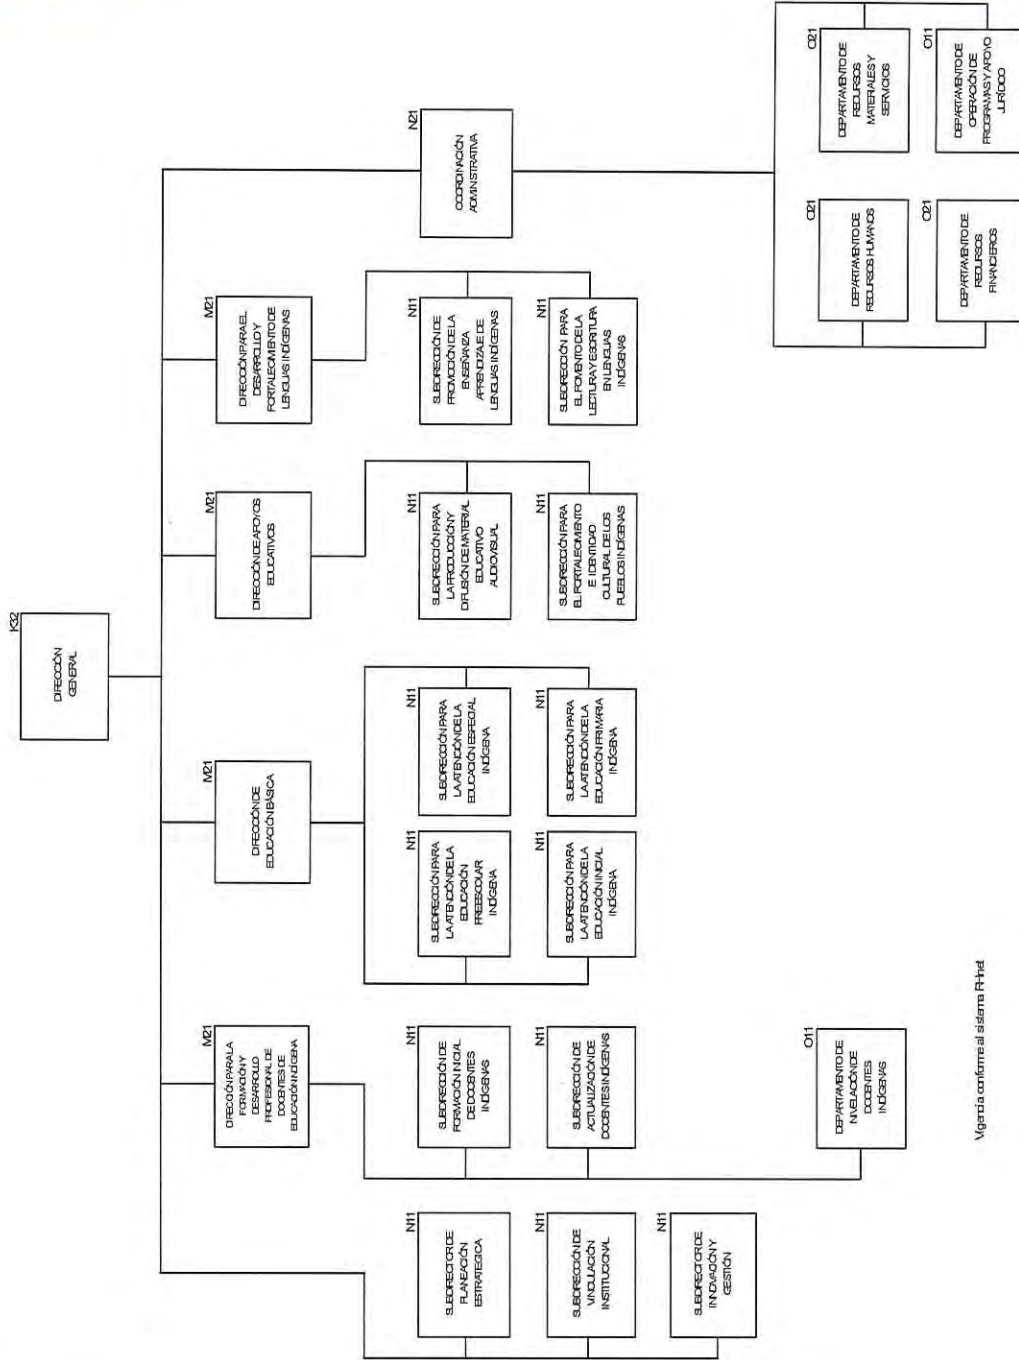 K32
DIRECCIÓN
GENERAL
M21
DIRECCIÓN PARA LA
FORMACIÓN Y
DESARROLLO
PROFESIONAL DE
DOCENTES DE
EDUCACIÓN INDÍGENA
M21
DIRECCIÓN DE
EDUCACIÓN BÁSICA
M21
DIRECCIÓN DE APOYOS
EDUCATIVOS
M21
DIRECCIÓN PARA EL
DESARROLLO Y
FORTALECIMIENTO DE
LENGUAS INDÍGENAS
N11
SUBDIRECTOR DE
PLANEACIÓN
ESTRATEGICA
N11
SUBDIRECCIÓN DE
FORMACIÓN INICIAL
DE DOCENTES
INDÍGENAS
N11
SUBDIRECCIÓN PARA
LA ATENCIÓN DE LA
EDUCACIÓN
PREESCOLAR
INDÍGENA
N11
SUBDIRECCIÓN PARA
LA ATENCIÓN DE LA
EDUCACIÓN ESPECIAL
INDÍGENA
N11
SUBDIRECCIÓN PARA
LA PRODUCCIÓN Y
DIFUSIÓN DE MATERIAL
EDUCATIVO
AUDIOVISUAL
N11
SUBDIRECCIÓN DE
PROMOCIÓN DE LA
ENSEÑANZA
APRENDIZAJE DE
LENGUAS INDÍGENAS
N21
COORDINACIÓN
ADMINISTRATIVA
N11
SUBDIRECCIÓN DE
VINCULACIÓN
INSTITUCIONAL
N11
SUBDIRECCIÓN DE
ACTUALIZACIÓN DE
DOCENTES INDÍGENAS
N11
SUBDIRECCIÓN PARA
LA ATENCIÓN DE LA
EDUCACIÓN INICIAL
INDÍGENA
N11
SUBDIRECCIÓN PARA
LA ATENCIÓN DE LA
EDUCACIÓN PRIMARIA
INDÍGENA
N11
SUBDIRECCIÓN PARA
EL FORTALECIMIENTO
E IDENTIDAD
CULTURAL DE LOS
PUEBLOS INDÍGENAS
N11
SUBDIRECCIÓN PARA
EL FOMENTO DE LA
LECTURA Y ESCRITURA
EN LENGUAS
INDÍGENAS
N11
SUBDIRECTOR DE
INNOVACIÓN Y
GESTIÓN
O11
DEPARTAMENTO DE
NIVELACIÓN DE
DOCENTES
INDÍGENAS
O21
DEPARTAMENTO DE
RECURSOS HUMANOS
O21
DEPARTAMENTO DE
RECURSOS
MATERIALES Y
SERVICIOS
O21
DEPARTAMENTO DE
RECURSOS
FINANCIEROS
O11
DEPARTAMENTO DE
OPERACIÓN DE
PROGRAMAS Y APOYO
JURÍDICO
Vigencia conforme al sistema RHnet